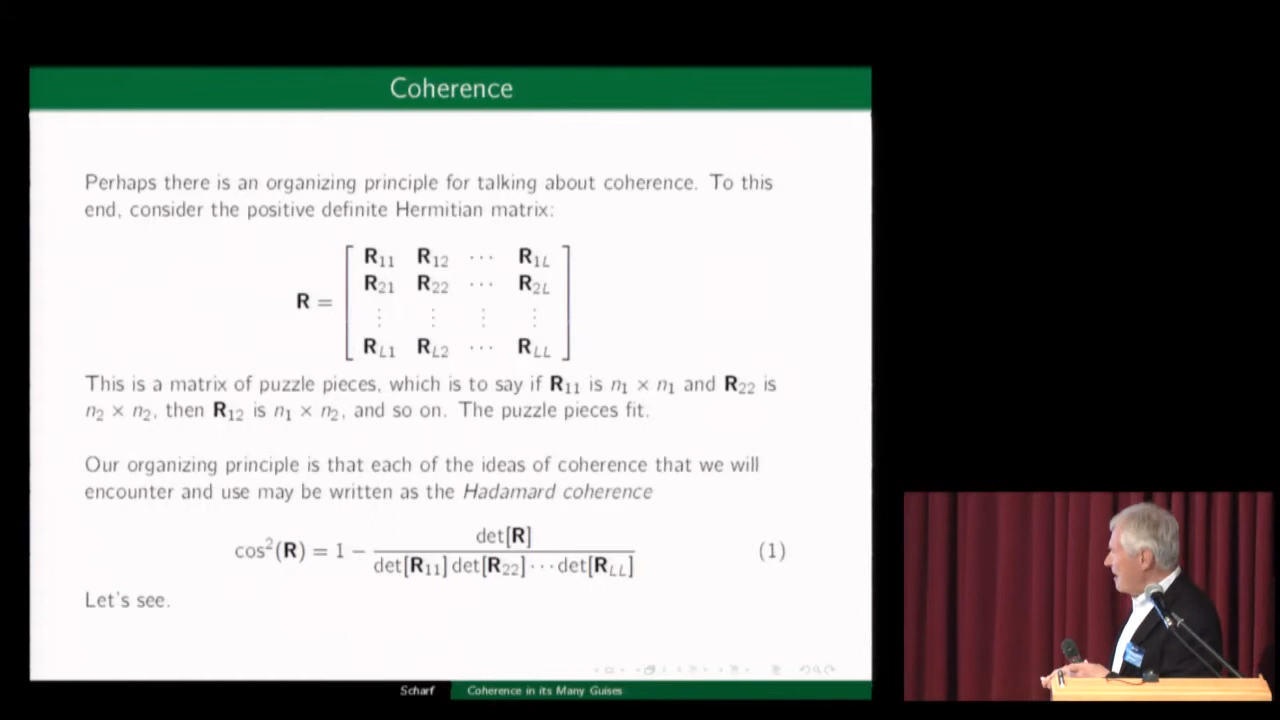 Coherence
Perhaps there is an organizing principle for talking about coherence. To this
end, consider the positive definite Hermitian matrix:
R₁₁ R₁₂ ⋯ R₁L
R = 
R₂₁ R₂₂ ⋯ R₂L
⋮ ⋮ ⋮ ⋮
R_L1 R_L2 ⋯ R_LL
This is a matrix of puzzle pieces, which is to say if R₁₁ is n₁ × n₁ and R₂₂ is
n₂ × n₂, then R₁₂ is n₁ × n₂, and so on. The puzzle pieces fit.
Our organizing principle is that each of the ideas of coherence that we will
encounter and use may be written as the Hadamard coherence
cos²(R) = 1 − det[R] / det[R₁₁] det[R₂₂] ⋯ det[R_LL] (1)
Let's see.
Scharf Coherence in its Many Guises